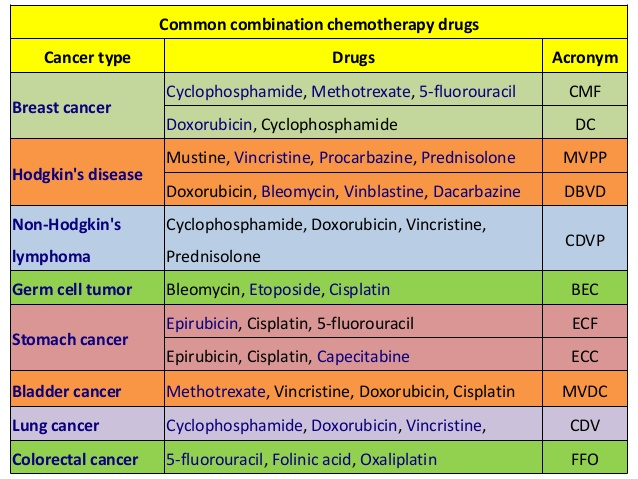 Common combination chemotherapy drugs
Cancer type Drugs Acronym
Breast cancer
Cyclophosphamide, Methotrexate, 5-fluorouracil CMF
Doxorubicin, Cyclophosphamide DC
Hodgkin's disease
Mustine, Vincristine, Procarbazine, Prednisolone MVPP
Doxorubicin, Bleomycin, Vinblastine, Dacarbazine DBVD
Non-Hodgkin's
lymphoma
Cyclophosphamide, Doxorubicin, Vincristine,
Prednisolone
CDVP
Germ cell tumor Bleomycin, Etoposide, Cisplatin BEC
Stomach cancer
Epirubicin, Cisplatin, 5-fluorouracil ECF
Epirubicin, Cisplatin, Capecitabine ECC
Bladder cancer Methotrexate, Vincristine, Doxorubicin, Cisplatin MVDC
Lung cancer Cyclophosphamide, Doxorubicin, Vincristine, CDV
Colorectal cancer 5-fluorouracil, Folinic acid, Oxaliplatin FFO